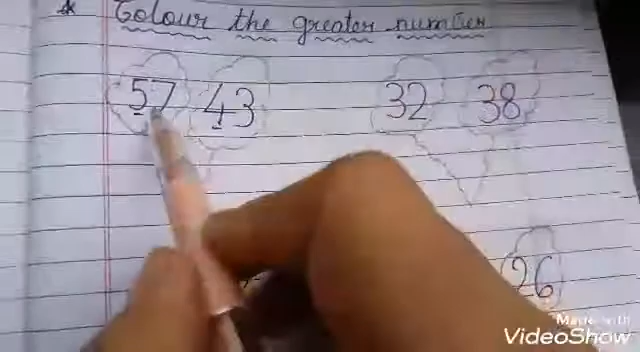 * Colour the greater number
57 43 32 38
26
Made with
VideoShow